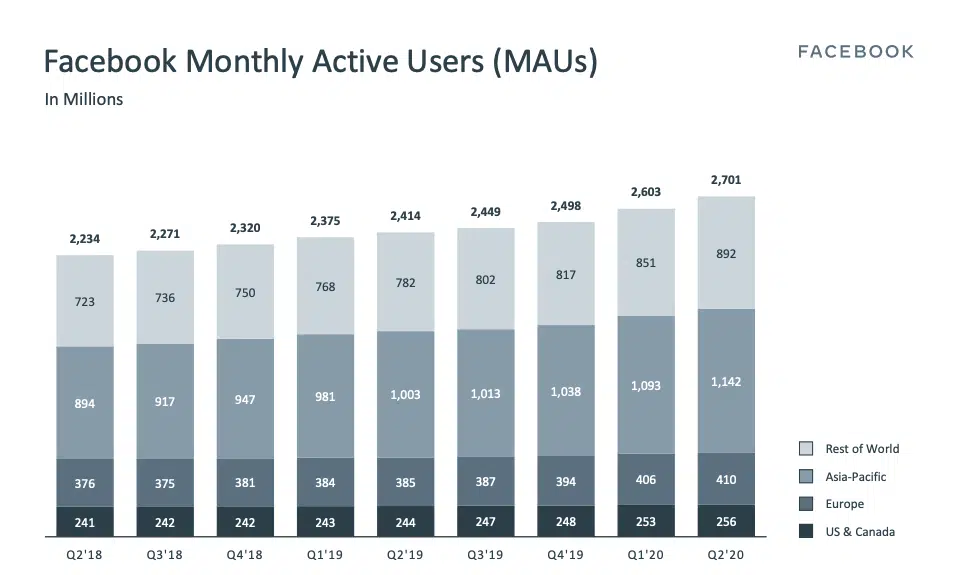 Facebook Monthly Active Users (MAUs)
FACEBOOK
In Millions
2,234 2,271 2,320 2,375 2,414 2,449 2,498 2,603 2,701
723 736 750 768 782 802 817 851 892
894 917 947 981 1,003 1,013 1,038 1,093 1,142
376 375 381 384 385 387 394 406 410
241 242 242 243 244 247 248 253 256
Q2'18 Q3'18 Q4'18 Q1'19 Q2'19 Q3'19 Q4'19 Q1'20 Q2'20
Rest of World
Asia-Pacific
Europe
US & Canada